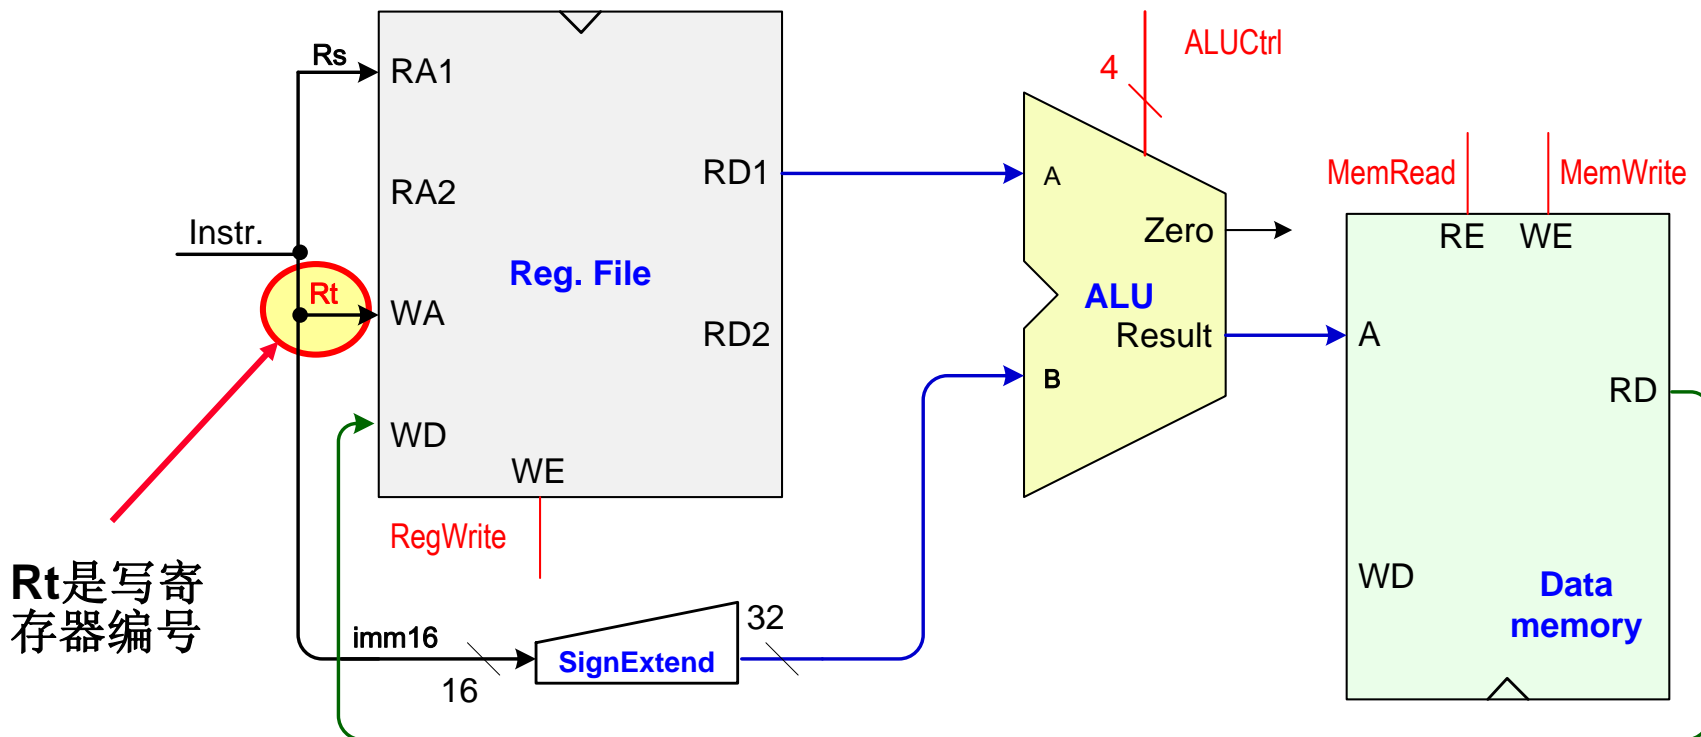 Rs
RA1
RA2
Instr.
Rt
WA
WD
WE
RegWrite
Reg. File
RD1
RD2
Rt是写寄
存器编号
imm16
16
SignExtend
32
4
ALUCtrl
A
B
Zero
ALU
Result
MemRead
MemWrite
RE
WE
A
RD
WD
Data
memory